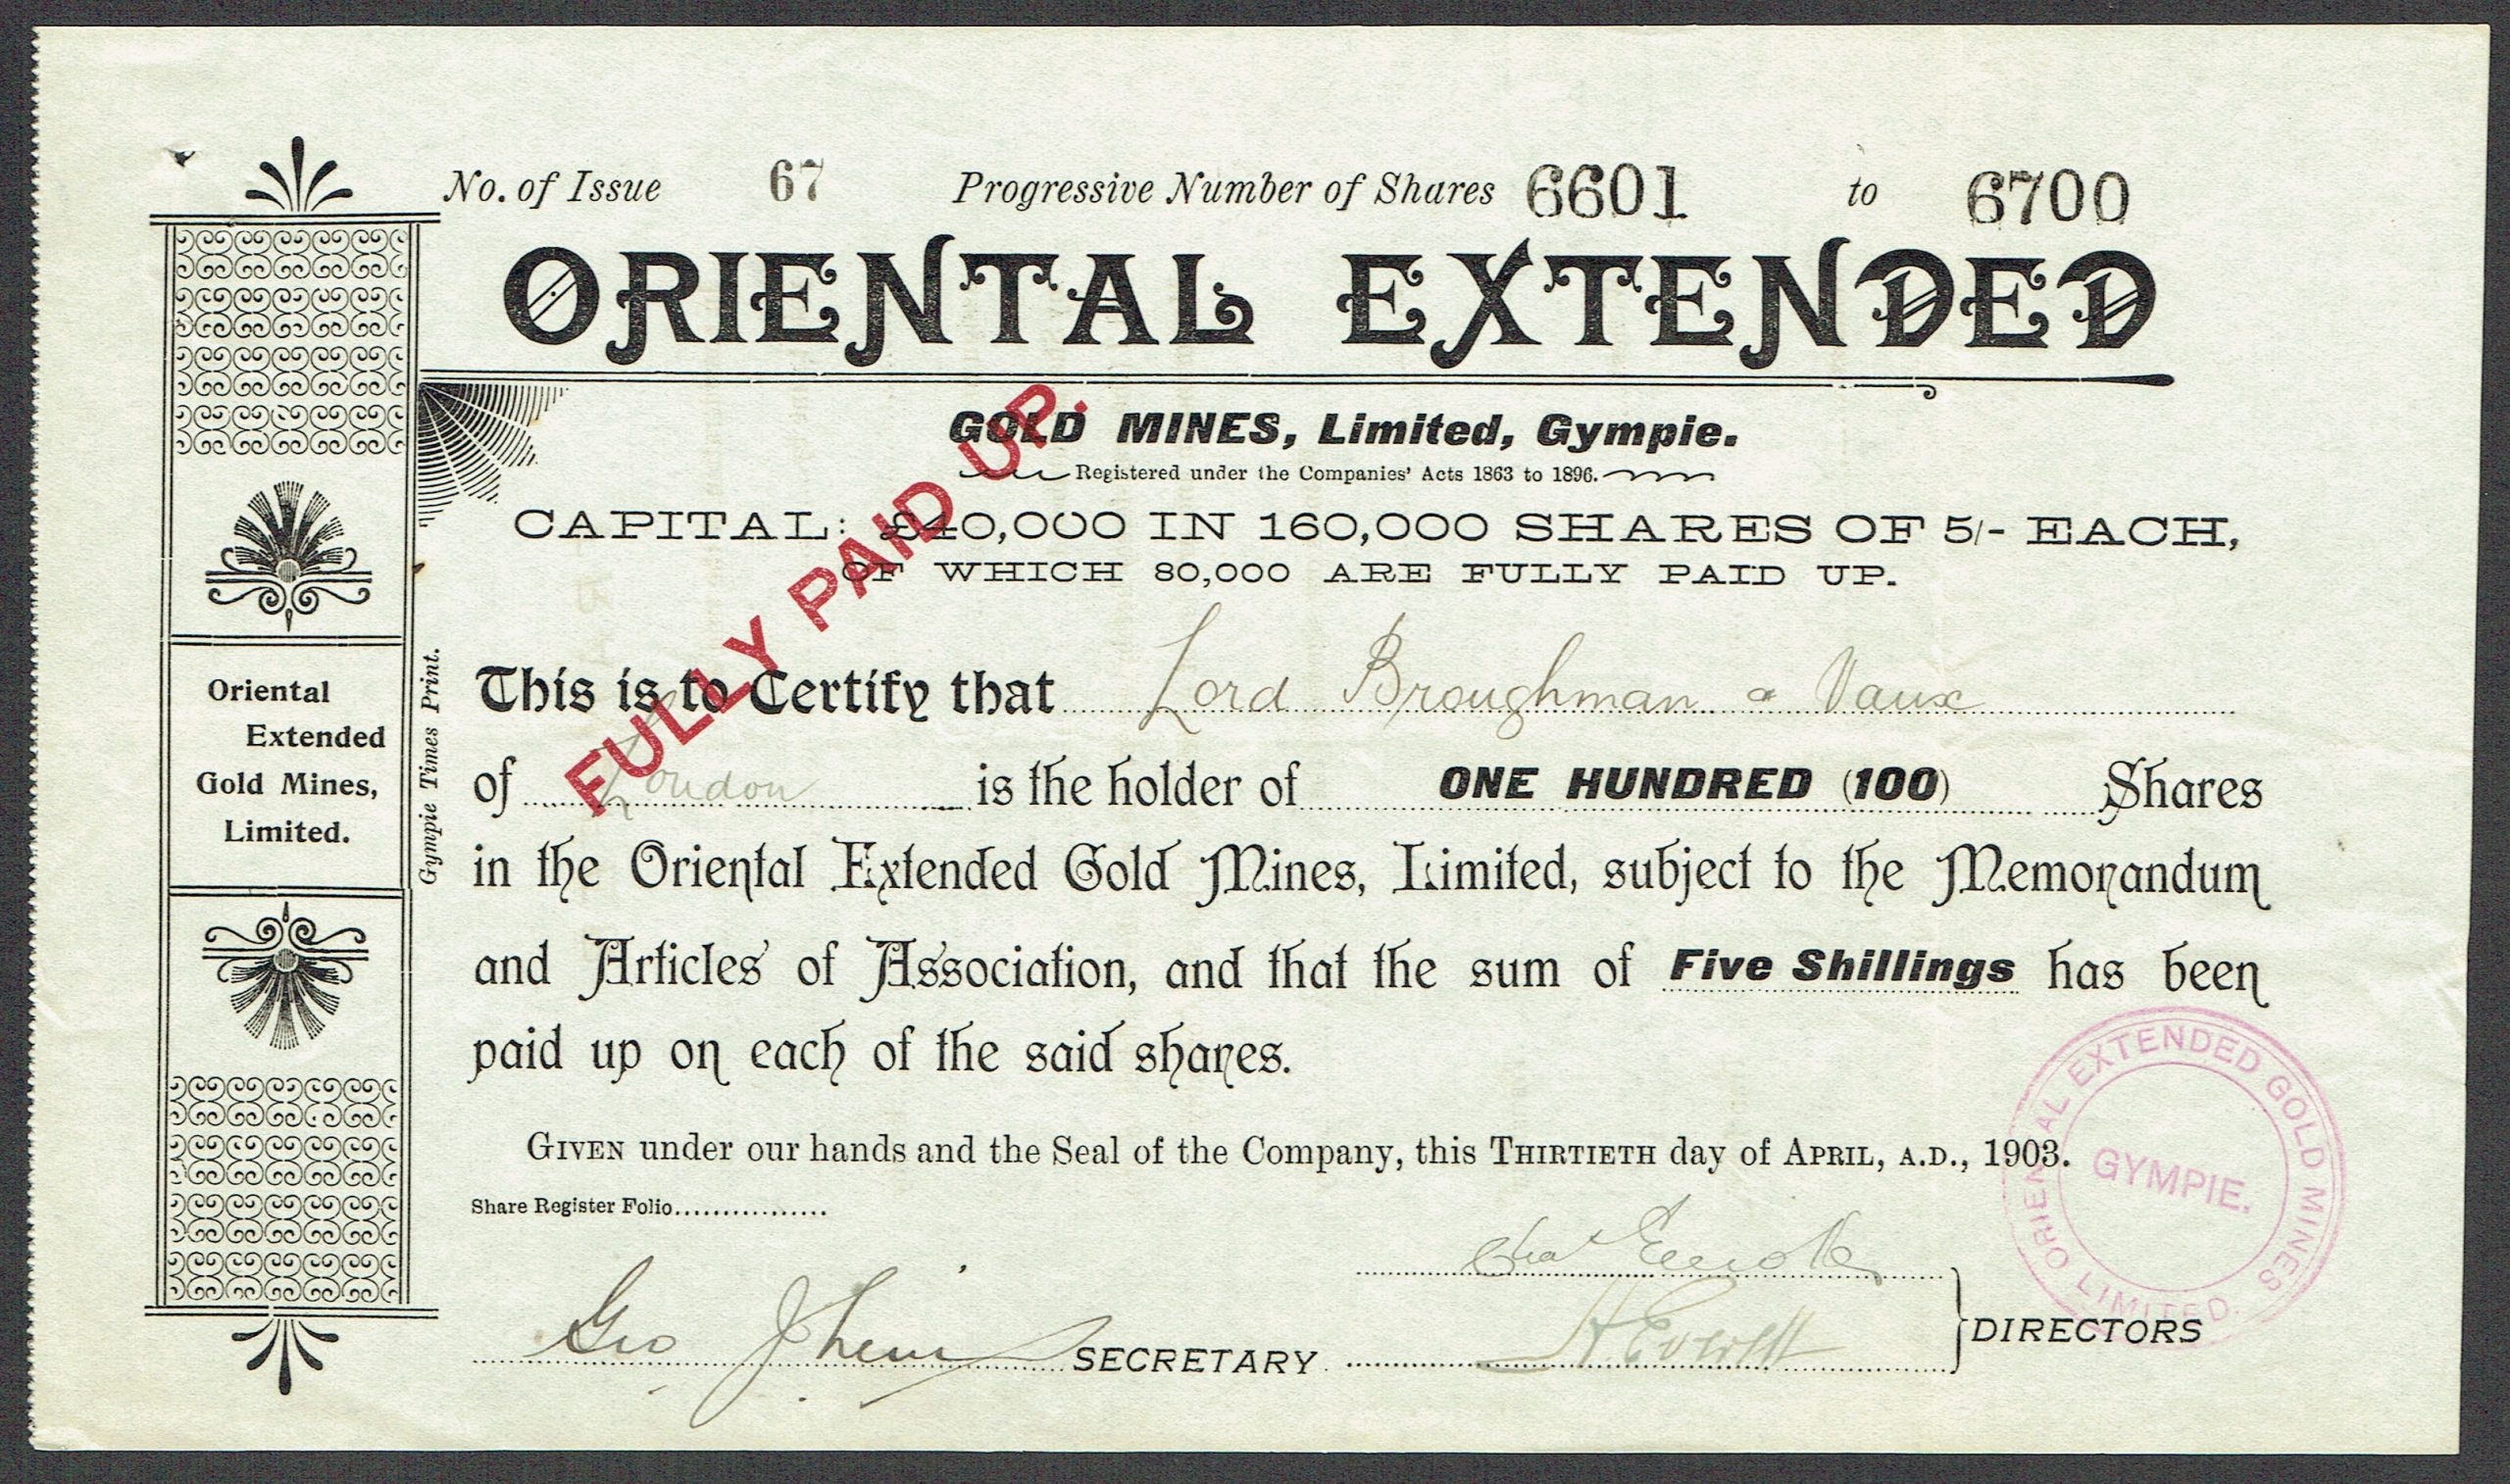 No. of Issue 67 Progressive Number of Shares 6601 to 6700
ORIENTAL EXTENDED
GOLD MINES, Limited, Gympie.
Registered under the Companies' Acts 1863 to 1896.
CAPITAL: £40,000 IN 160,000 SHARES OF 5/- EACH,
OF WHICH 80,000 ARE FULLY PAID UP.
FULLY PAID UP.
This is to Certify that Lord Broughman & Vaux
of London is the holder of ONE HUNDRED (100) Shares
in the Oriental Extended Gold Mines, Limited, subject to the Memorandum
and Articles of Association, and that the sum of Five Shillings has been
paid up on each of the said shares.
GIVEN under our hands and the Seal of the Company, this THIRTIETH day of APRIL, A.D., 1903.
Share Register Folio................
Geo SECRETARY
H Everett
DIRECTORS
Oriental
Extended
Gold Mines,
Limited.
Gympie Times Print.
ORIENTAL EXTENDED GOLD MINES LIMITED.
GYMPIE.